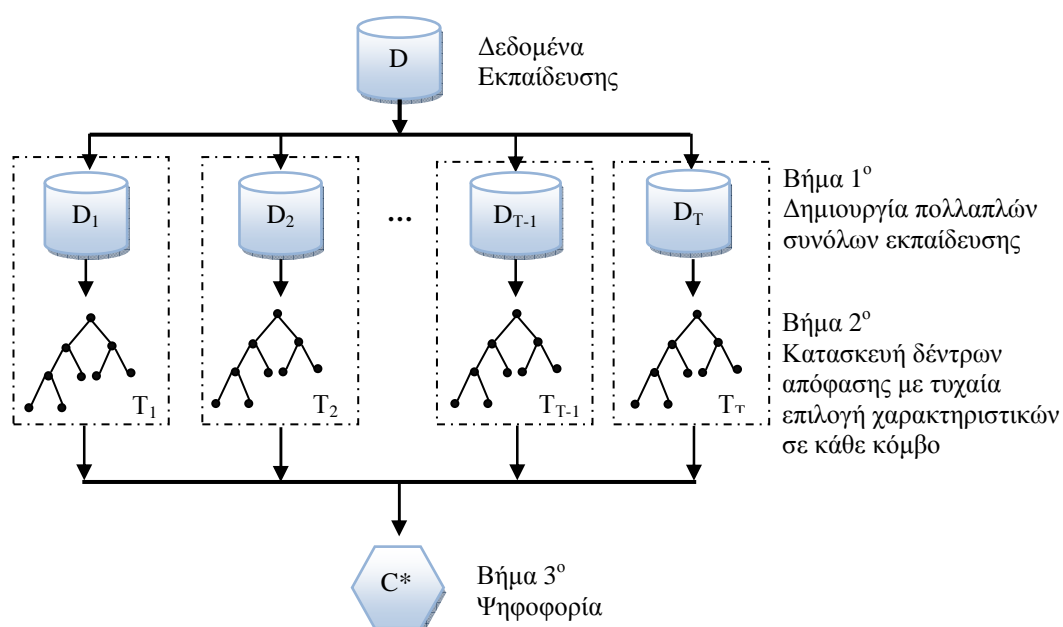 D
Δεδομένα
Εκπαίδευσης
D1
D2
...
DT-1
DT
Βήμα 1ο
Δημιουργία πολλαπλών
συνόλων εκπαίδευσης
Βήμα 2ο
Κατασκευή δέντρων
απόφασης με τυχαία
επιλογή χαρακτηριστικών
σε κάθε κόμβο
T1
T2
TT-1
TT
C*
Βήμα 3ο
Ψηφοφορία